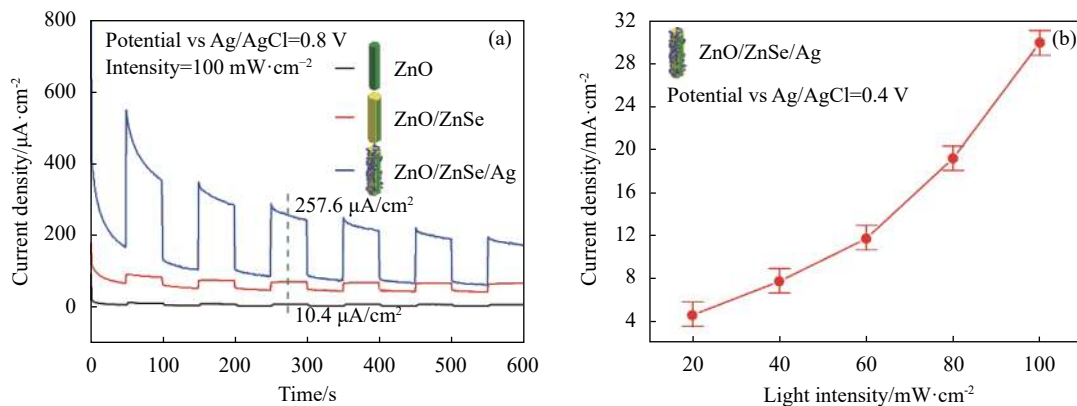 800
600
400
200
0
0
100
200
300
400
500
600
Current density/μA·cm⁻²
Time/s
Potential vs Ag/AgCl=0.8 V
(a)
Intensity=100 mW·cm⁻²
ZnO
ZnO/ZnSe
ZnO/ZnSe/Ag
257.6 μA/cm²
10.4 μA/cm²
32
28
24
20
16
12
8
4
20
40
60
80
100
Current density/mA·cm⁻²
Light intensity/mW·cm⁻²
(b)
ZnO/ZnSe/Ag
Potential vs Ag/AgCl=0.4 V